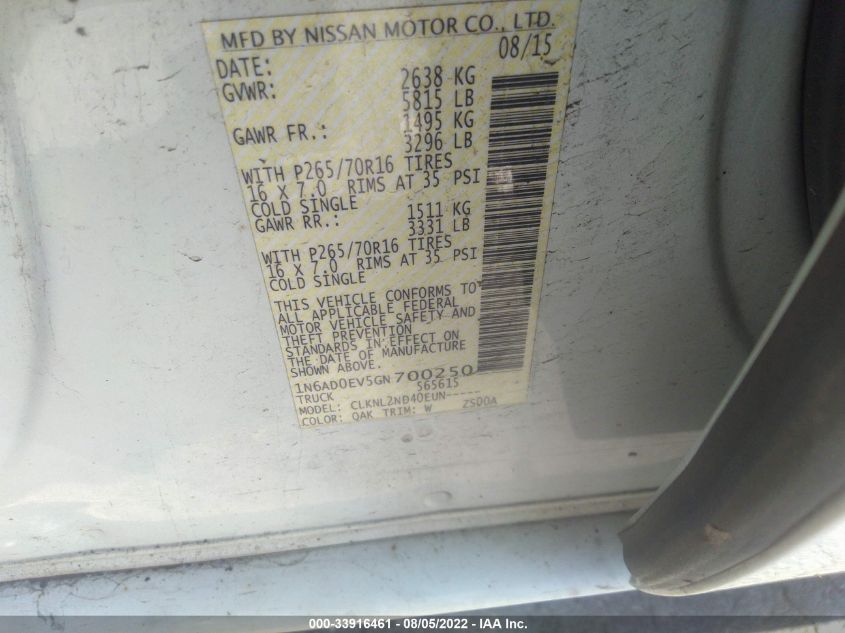 MFD BY NISSAN MOTOR CO., LTD.
DATE: 08/15
GVWR: 2638 KG
5815 LB
GAWR FR.: 1495 KG
3296 LB
WITH P265/70R16 TIRES
16 X 7.0 RIMS AT 35 PSI
COLD SINGLE
GAWR RR.: 1511 KG
3331 LB
WITH P265/70R16 TIRES
16 X 7.0 RIMS AT 35 PSI
COLD SINGLE
THIS VEHICLE CONFORMS TO
ALL APPLICABLE FEDERAL
MOTOR VEHICLE SAFETY AND
THEFT PREVENTION
STANDARDS IN EFFECT ON
THE DATE OF MANUFACTURE
SHOWN ABOVE.
1N6AD0EV5GN700250
TRUCK 565615
MODEL: CLKNL2ND40EUN-----
COLOR: QAK TRIM: W ZSD0A
000-33916461 - 08/05/2022 - IAA Inc.